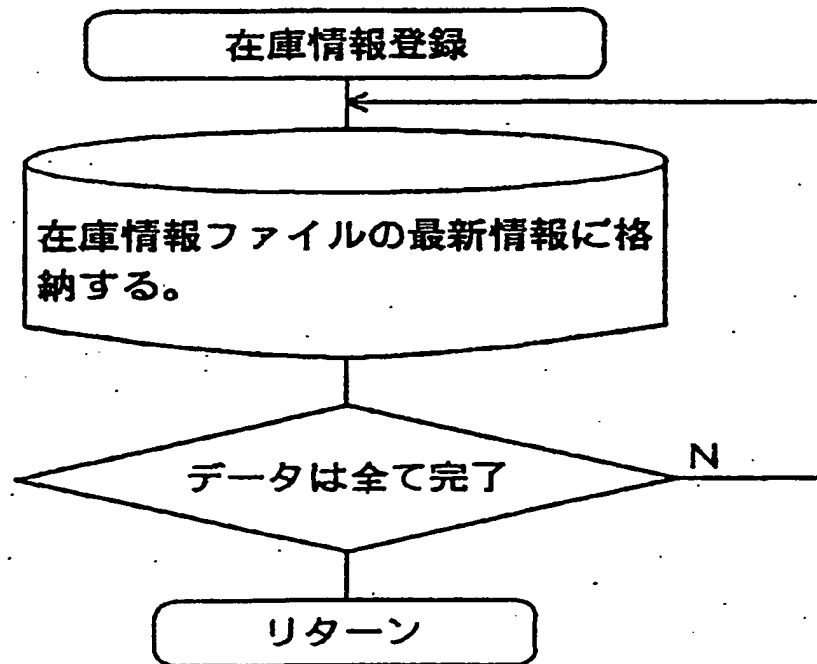 在庫情報登録
在庫情報ファイルの最新情報に格
納する。
データは全て完了
N
リターン